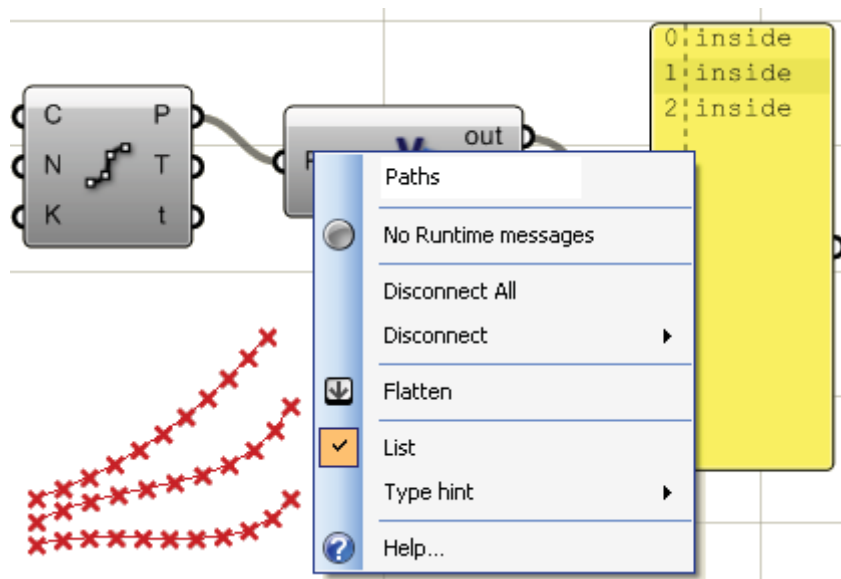 0 inside
1 inside
2 inside
C P
N T
K t
P out
Paths
No Runtime messages
Disconnect All
Disconnect
Flatten
List
Type hint
Help...